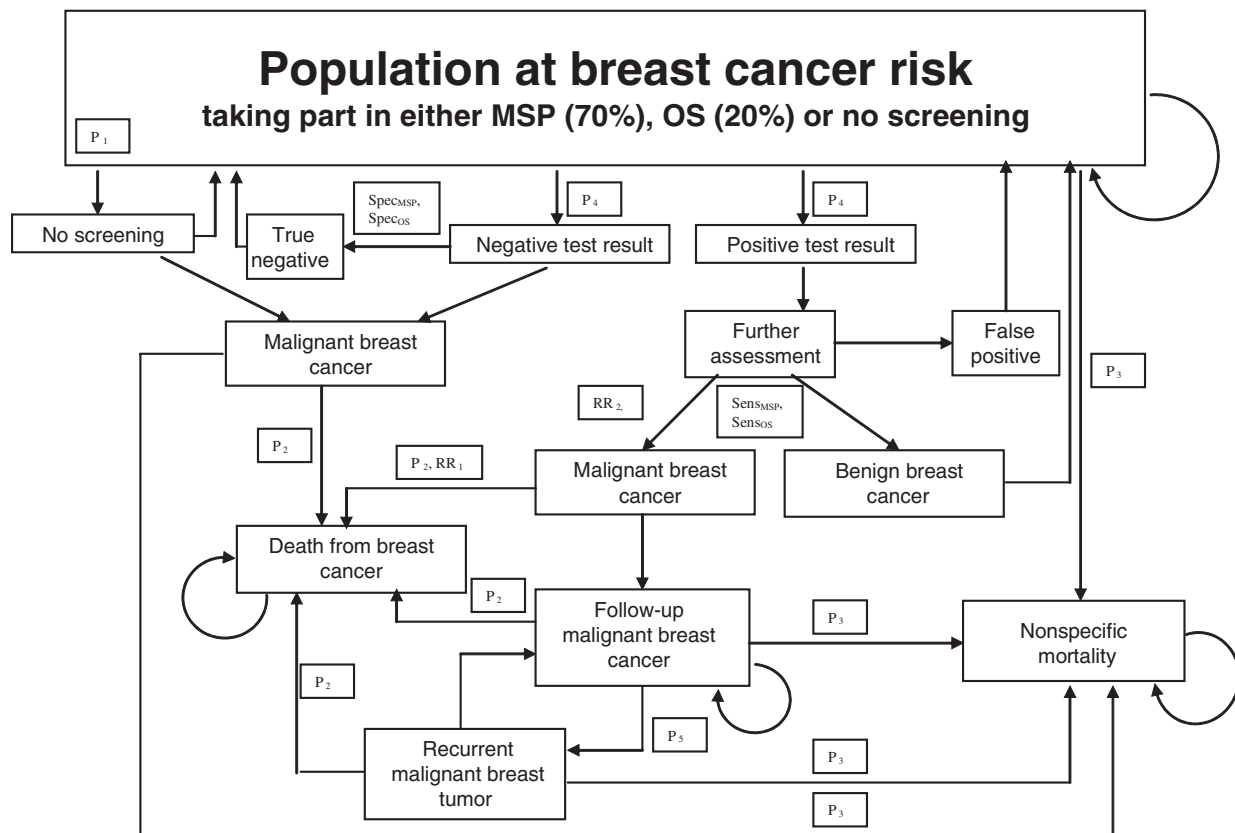 Population at breast cancer risk
taking part in either MSP (70%), OS (20%) or no screening
P1
No screening
True
negative
SpecMSP,
SpecOS
P4
Negative test result
P4
Positive test result
Malignant breast
cancer
Further
assessment
False
positive
P3
RR2,
SensMSP,
SensOS
P2
P2, RR1
Malignant breast
cancer
Benign breast
cancer
Death from breast
cancer
P2
Follow-up
malignant breast
cancer
P3
Nonspecific
mortality
P2
P5
Recurrent
malignant breast
tumor
P3
P3